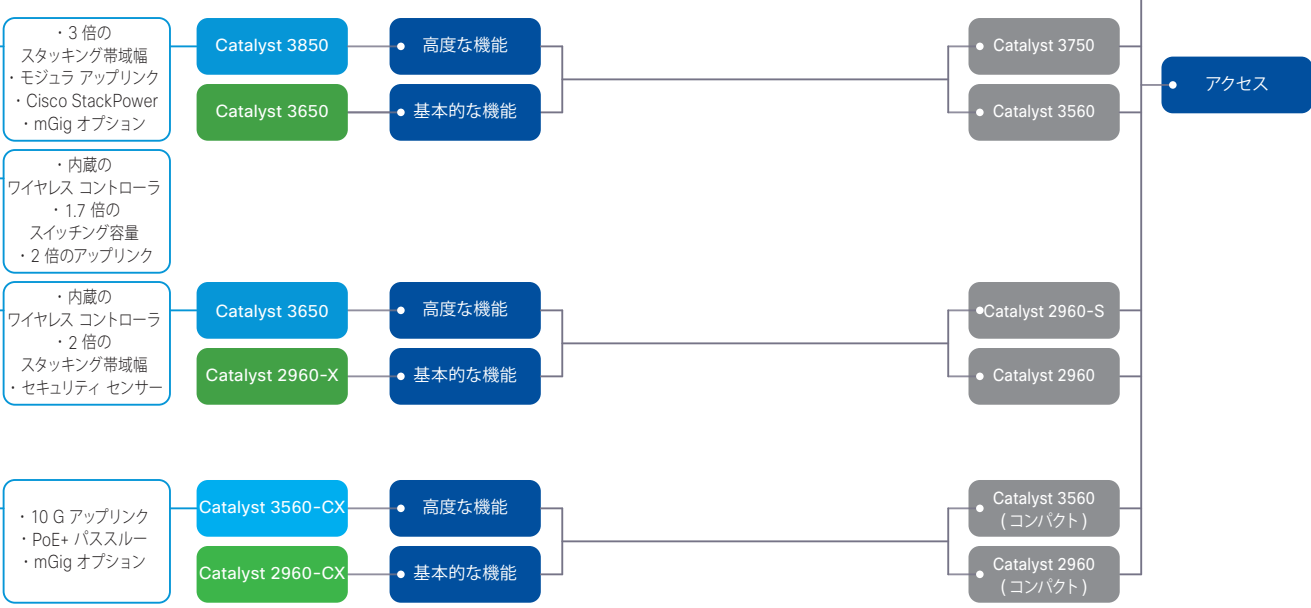 ・3 倍の
スタッキング帯域幅
・モジュラ アップリンク
・Cisco StackPower
・mGig オプション
Catalyst 3850
高度な機能
Catalyst 3750
Catalyst 3650
基本的な機能
Catalyst 3560
アクセス
・内蔵の
ワイヤレス コントローラ
・1.7 倍の
スイッチング容量
・2 倍のアップリンク
・内蔵の
ワイヤレス コントローラ
・2 倍の
スタッキング帯域幅
・セキュリティ センサー
Catalyst 3650
高度な機能
Catalyst 2960-S
Catalyst 2960-X
基本的な機能
Catalyst 2960
・10 G アップリンク
・PoE+ パススルー
・mGig オプション
Catalyst 3560-CX
高度な機能
Catalyst 3560
(コンパクト)
Catalyst 2960-CX
基本的な機能
Catalyst 2960
(コンパクト)